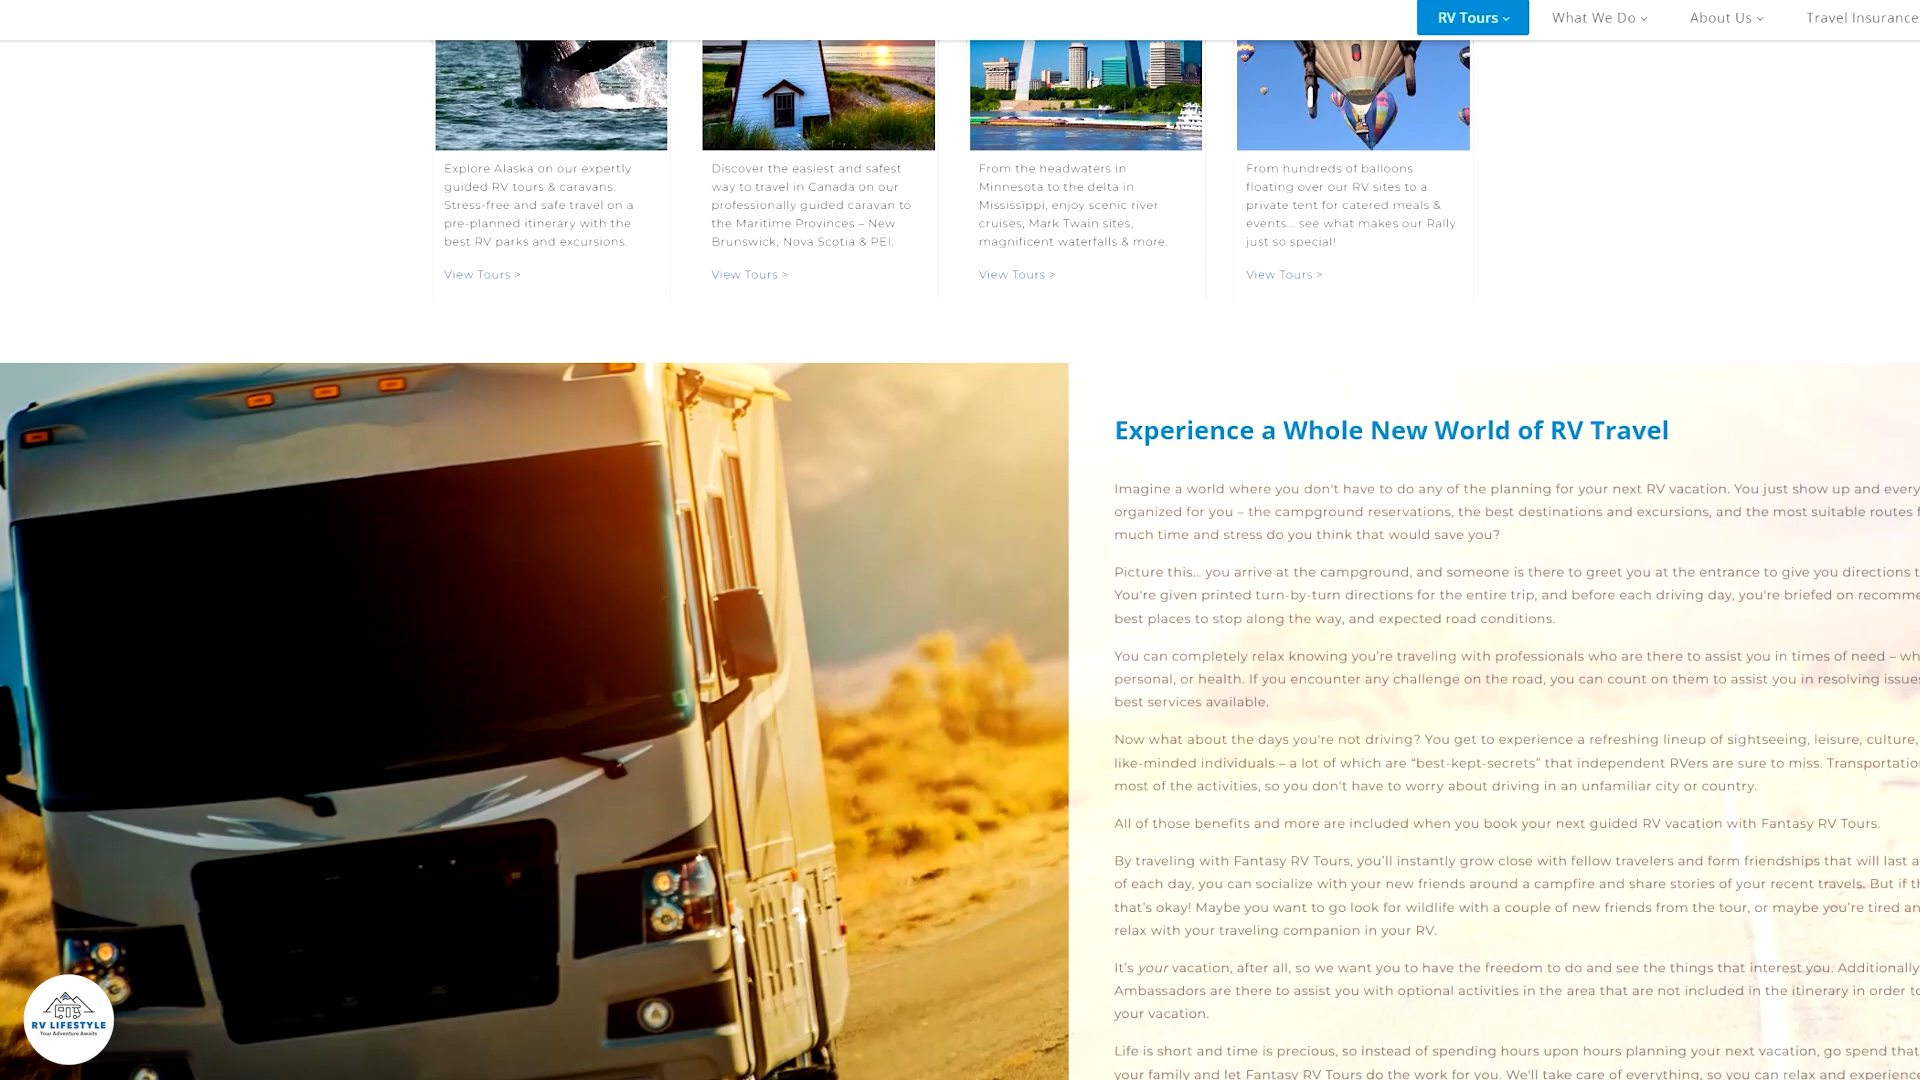 RV Tours
What We Do
About Us
Travel Insurance
Explore Alaska on our expertly
guided RV tours & caravans.
Stress-free and safe travel on a
pre-planned itinerary with the
best RV parks and excursions.
View Tours >
Discover the easiest and safest
way to travel in Canada on our
professionally guided caravan to
the Maritime Provinces – New
Brunswick, Nova Scotia & PEI.
View Tours >
From the headwaters in
Minnesota to the delta in
Mississippi, enjoy scenic river
cruises, Mark Twain sites,
magnificent waterfalls & more.
View Tours >
From hundreds of balloons
floating over our RV sites to a
private tent for catered meals &
events... see what makes our Rally
just so special!
View Tours >
Experience a Whole New World of RV Travel
Imagine a world where you don't have to do any of the planning for your next RV vacation. You just show up and every
organized for you – the campground reservations, the best destinations and excursions, and the most suitable routes f
much time and stress do you think that would save you?
Picture this... you arrive at the campground, and someone is there to greet you at the entrance to give you directions t
You're given printed turn-by-turn directions for the entire trip, and before each driving day, you're briefed on recomme
best places to stop along the way, and expected road conditions.
You can completely relax knowing you're traveling with professionals who are there to assist you in times of need – wh
personal, or health. If you encounter any challenge on the road, you can count on them to assist you in resolving issues
best services available.
Now what about the days you're not driving? You get to experience a refreshing lineup of sightseeing, leisure, culture,
like-minded individuals – a lot of which are “best-kept-secrets” that independent RVers are sure to miss. Transportatio
most of the activities, so you don't have to worry about driving in an unfamiliar city or country.
All of those benefits and more are included when you book your next guided RV vacation with Fantasy RV Tours.
By traveling with Fantasy RV Tours, you'll instantly grow close with fellow travelers and form friendships that will last a
of each day, you can socialize with your new friends around a campfire and share stories of your recent travels. But if th
that's okay! Maybe you want to go look for wildlife with a couple of new friends from the tour, or maybe you're tired an
relax with your traveling companion in your RV.
It's your vacation, after all, so we want you to have the freedom to do and see the things that interest you. Additionally
Ambassadors are there to assist you with optional activities in the area that are not included in the itinerary in order to
your vacation.
Life is short and time is precious, so instead of spending hours upon hours planning your next vacation, go spend that
your family and let Fantasy RV Tours do the work for you. We'll take care of everything, so you can relax and experienc
RV LIFESTYLE
Your Adventure Awaits